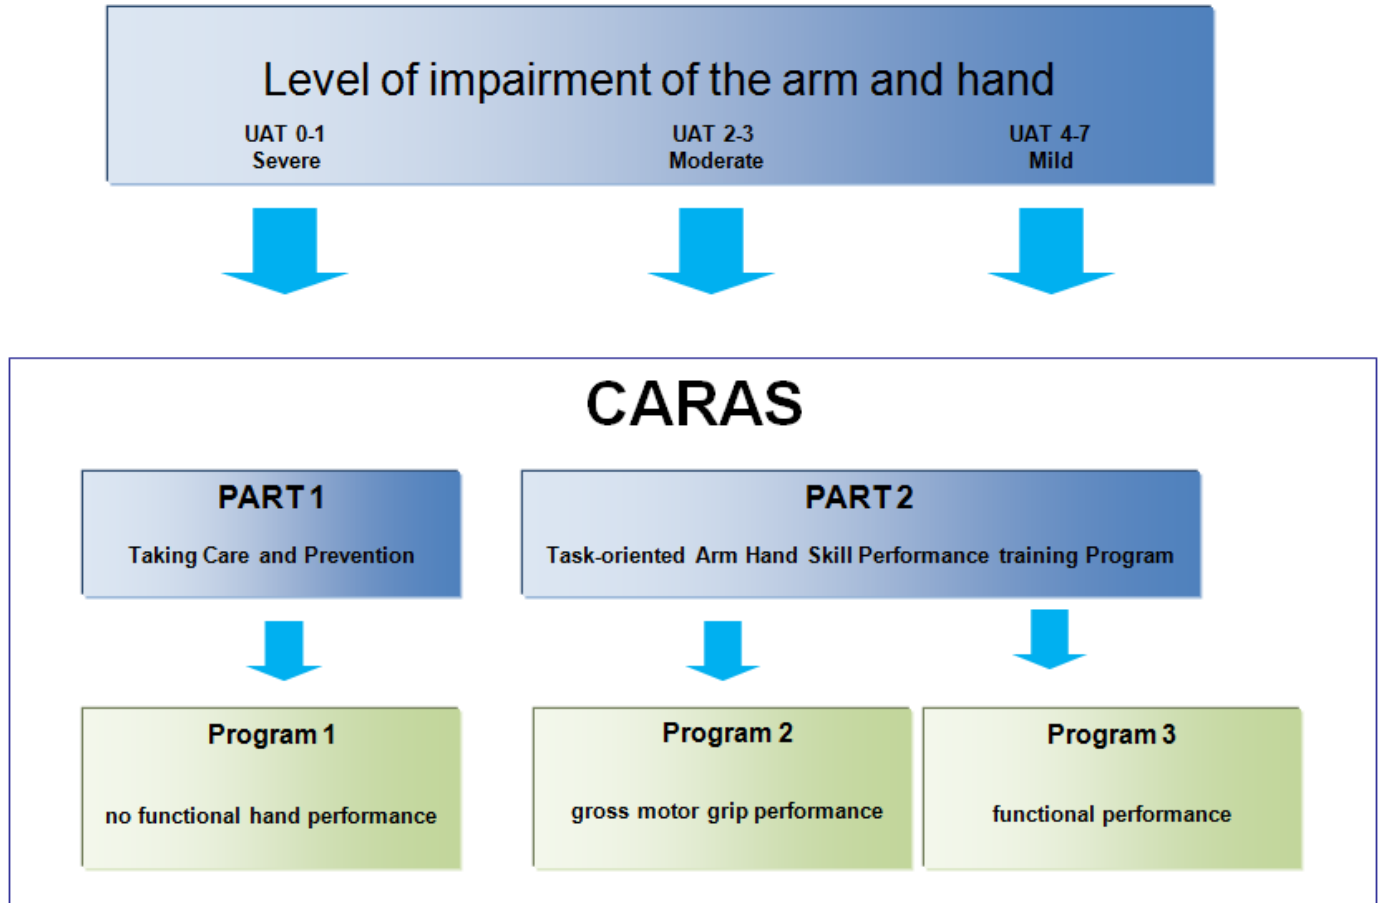 Level of impairment of the arm and hand
UAT 0-1
Severe
UAT 2-3
Moderate
UAT 4-7
Mild
CARAS
PART 1
Taking Care and Prevention
PART 2
Task-oriented Arm Hand Skill Performance training Program
Program 1
no functional hand performance
Program 2
gross motor grip performance
Program 3
functional performance